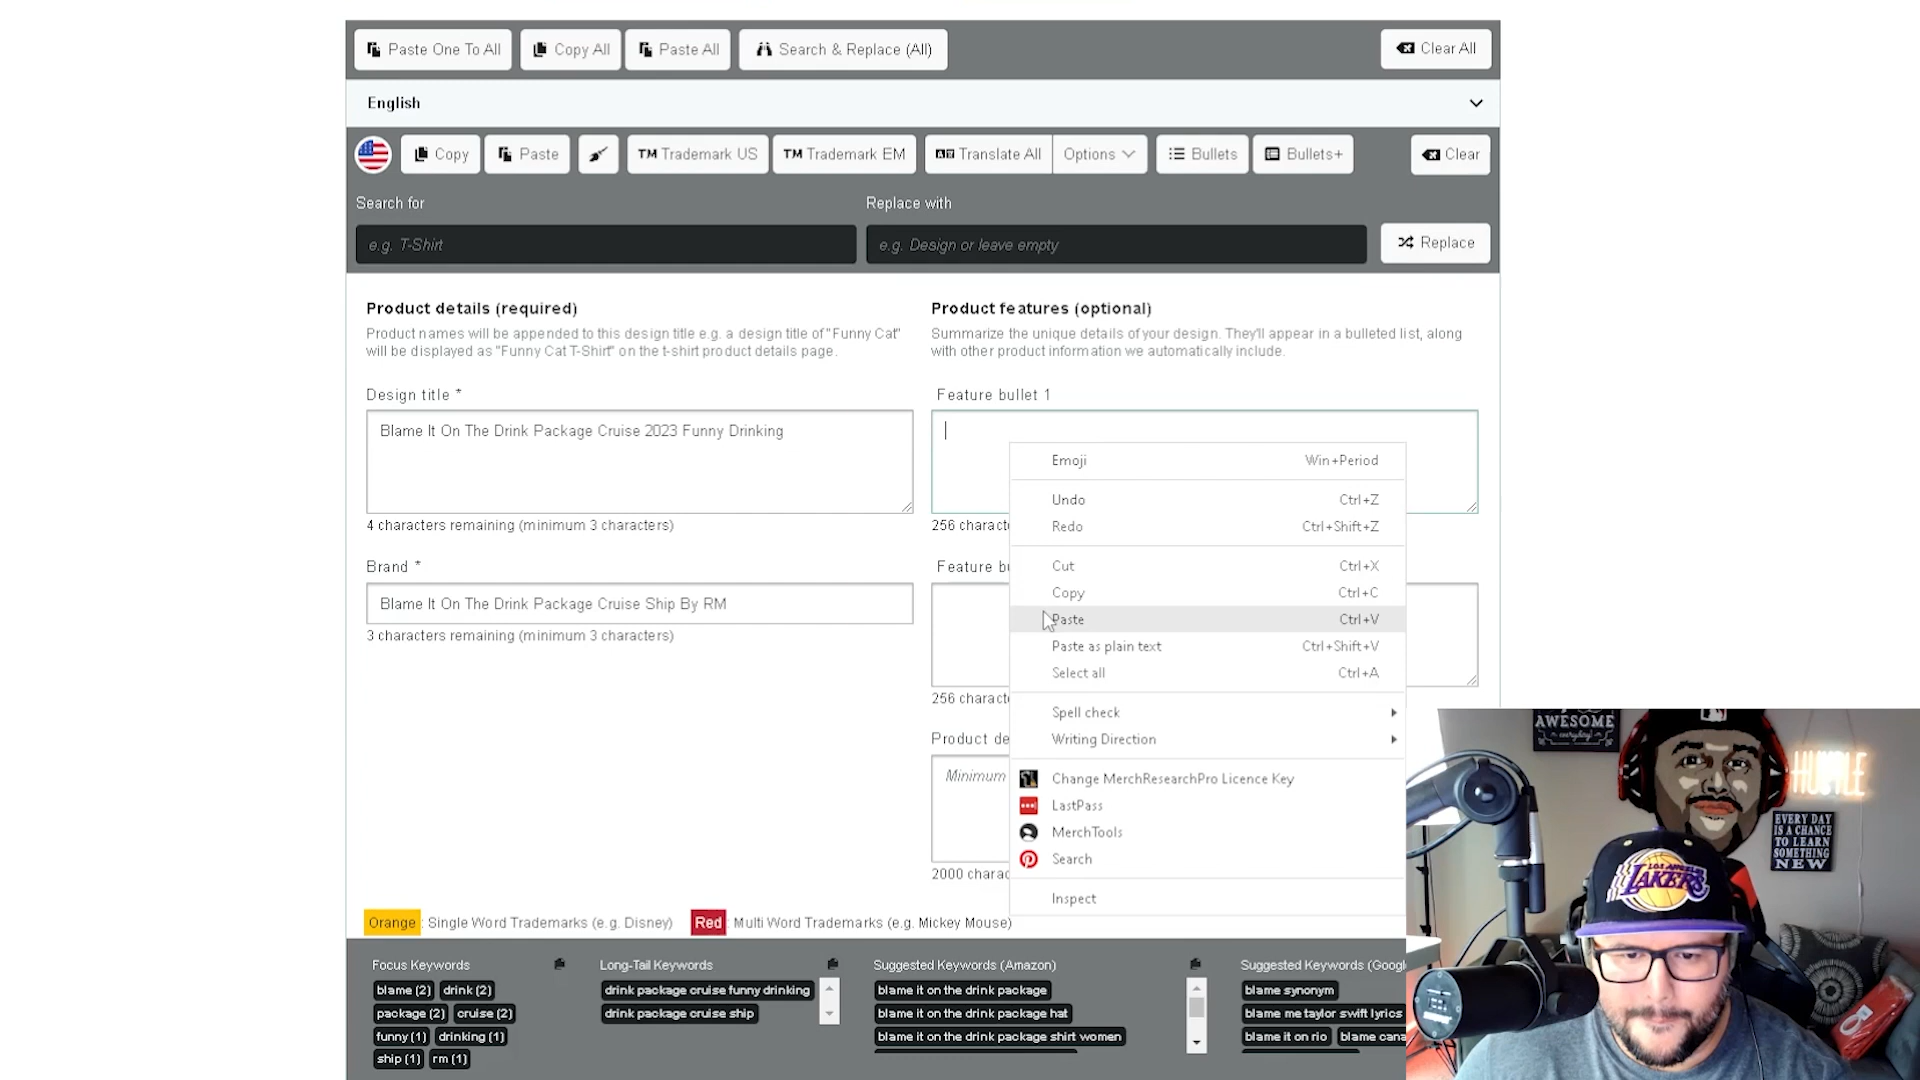 Paste One To All
Copy All
Paste All
Search & Replace (All)
Clear All
English
Copy
Paste
TM Trademark US
TM Trademark EM
Translate All
Options
Bullets
Bullets+
Clear
Search for
Replace with
e.g. T-Shirt
e.g. Design or leave empty
Replace
Product details (required)
Product names will be appended to this design title e.g. a design title of "Funny Cat"
will be displayed as "Funny Cat T-Shirt" on the t-shirt product details page.
Product features (optional)
Summarize the unique details of your design. They'll appear in a bulleted list, along
with other product information we automatically include.
Design title *
Blame It On The Drink Package Cruise 2023 Funny Drinking
4 characters remaining (minimum 3 characters)
Brand *
Blame It On The Drink Package Cruise Ship By RM
3 characters remaining (minimum 3 characters)
Feature bullet 1
256 charact
Feature bu
256 charact
Product de
Minimum
2000 charac
Emoji Win+Period
Undo Ctrl+Z
Redo Ctrl+Shift+Z
Cut Ctrl+X
Copy Ctrl+C
Paste Ctrl+V
Paste as plain text Ctrl+Shift+V
Select all Ctrl+A
Spell check
Writing Direction
Change MerchResearchPro Licence Key
LastPass
MerchTools
Search
Inspect
Orange : Single Word Trademarks (e.g. Disney)
Red : Multi Word Trademarks (e.g. Mickey Mouse)
Focus Keywords
blame (2) drink (2)
package (2) cruise (2)
funny (1) drinking (1)
ship (1) rm (1)
Long-Tail Keywords
drink package cruise funny drinking
drink package cruise ship
Suggested Keywords (Amazon)
blame it on the drink package
blame it on the drink package hat
blame it on the drink package shirt women
Suggested Keywords (Googl
blame synonym
blame me taylor swift lyrics
blame it on rio blame cana
AWESOME
everyday!
HUSTLE
EVERY DAY
IS A CHANCE
TO LEARN
SOMETHING
NEW
LOS ANGELES
LAKERS